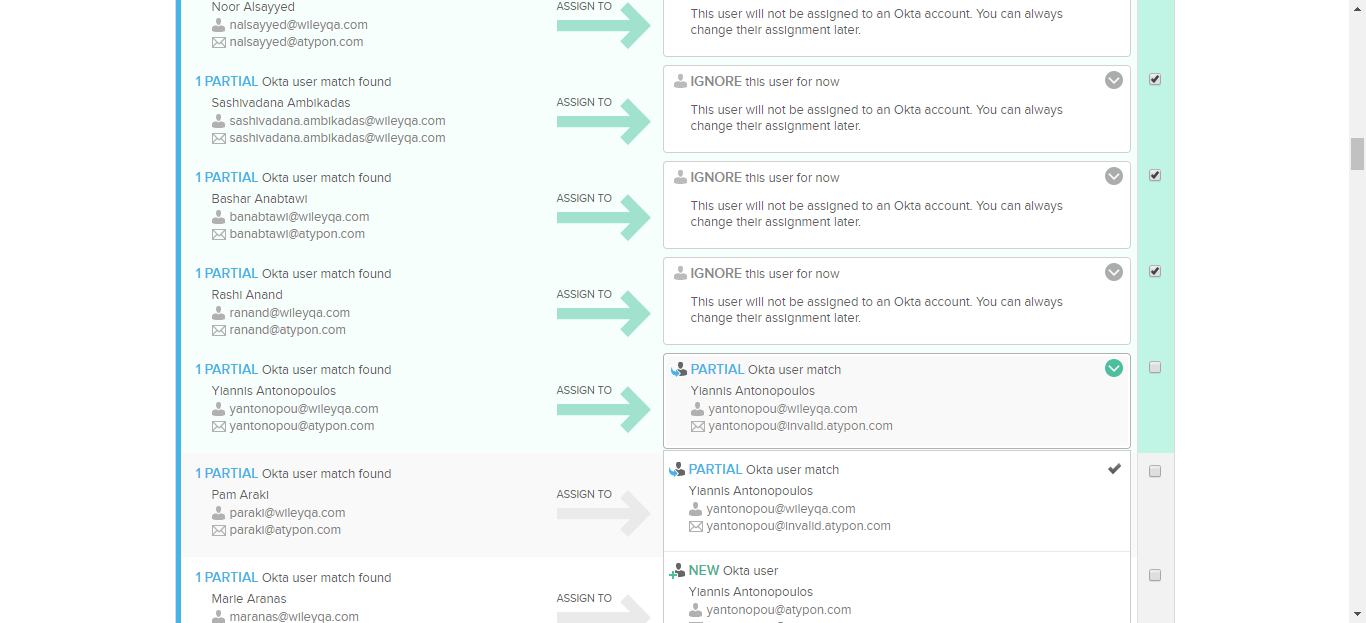 Noor Alsayyed
nalsayyed@wileyqa.com
nalsayyed@atypon.com
ASSIGN TO
This user will not be assigned to an Okta account. You can always
change their assignment later.
1 PARTIAL Okta user match found
Sashivadana Ambikadas
sashivadana.ambikadas@wileyqa.com
sashivadana.ambikadas@wileyqa.com
ASSIGN TO
IGNORE this user for now
This user will not be assigned to an Okta account. You can always
change their assignment later.
1 PARTIAL Okta user match found
Bashar Anabtawi
banabtawi@wileyqa.com
banabtawi@atypon.com
ASSIGN TO
IGNORE this user for now
This user will not be assigned to an Okta account. You can always
change their assignment later.
1 PARTIAL Okta user match found
Rashi Anand
ranand@wileyqa.com
ranand@atypon.com
ASSIGN TO
IGNORE this user for now
This user will not be assigned to an Okta account. You can always
change their assignment later.
1 PARTIAL Okta user match found
Yiannis Antonopoulos
yantonopou@wileyqa.com
yantonopou@atypon.com
ASSIGN TO
PARTIAL Okta user match
Yiannis Antonopoulos
yantonopou@wileyqa.com
yantonopou@invalid.atypon.com
1 PARTIAL Okta user match found
Pam Araki
paraki@wileyqa.com
paraki@atypon.com
ASSIGN TO
PARTIAL Okta user match
Yiannis Antonopoulos
yantonopou@wileyqa.com
yantonopou@invalid.atypon.com
1 PARTIAL Okta user match found
Marie Aranas
maranas@wileyqa.com
ASSIGN TO
NEW Okta user
Yiannis Antonopoulos
yantonopou@atypon.com